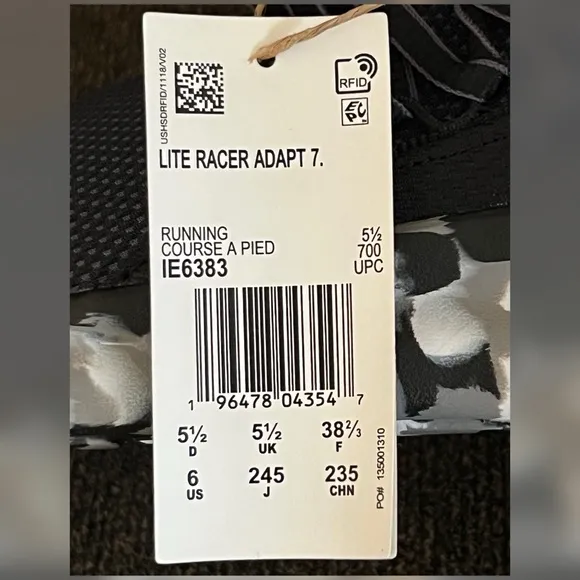 USHSDRFID/1118/V02
RFID
EPC
LITE RACER ADAPT 7.
RUNNING 5½
COURSE A PIED 700
IE6383 UPC
1 96478 04354 7
5½ 5½ 38⅔
D UK F
6 245 235
US J CHN
PO# 135001310